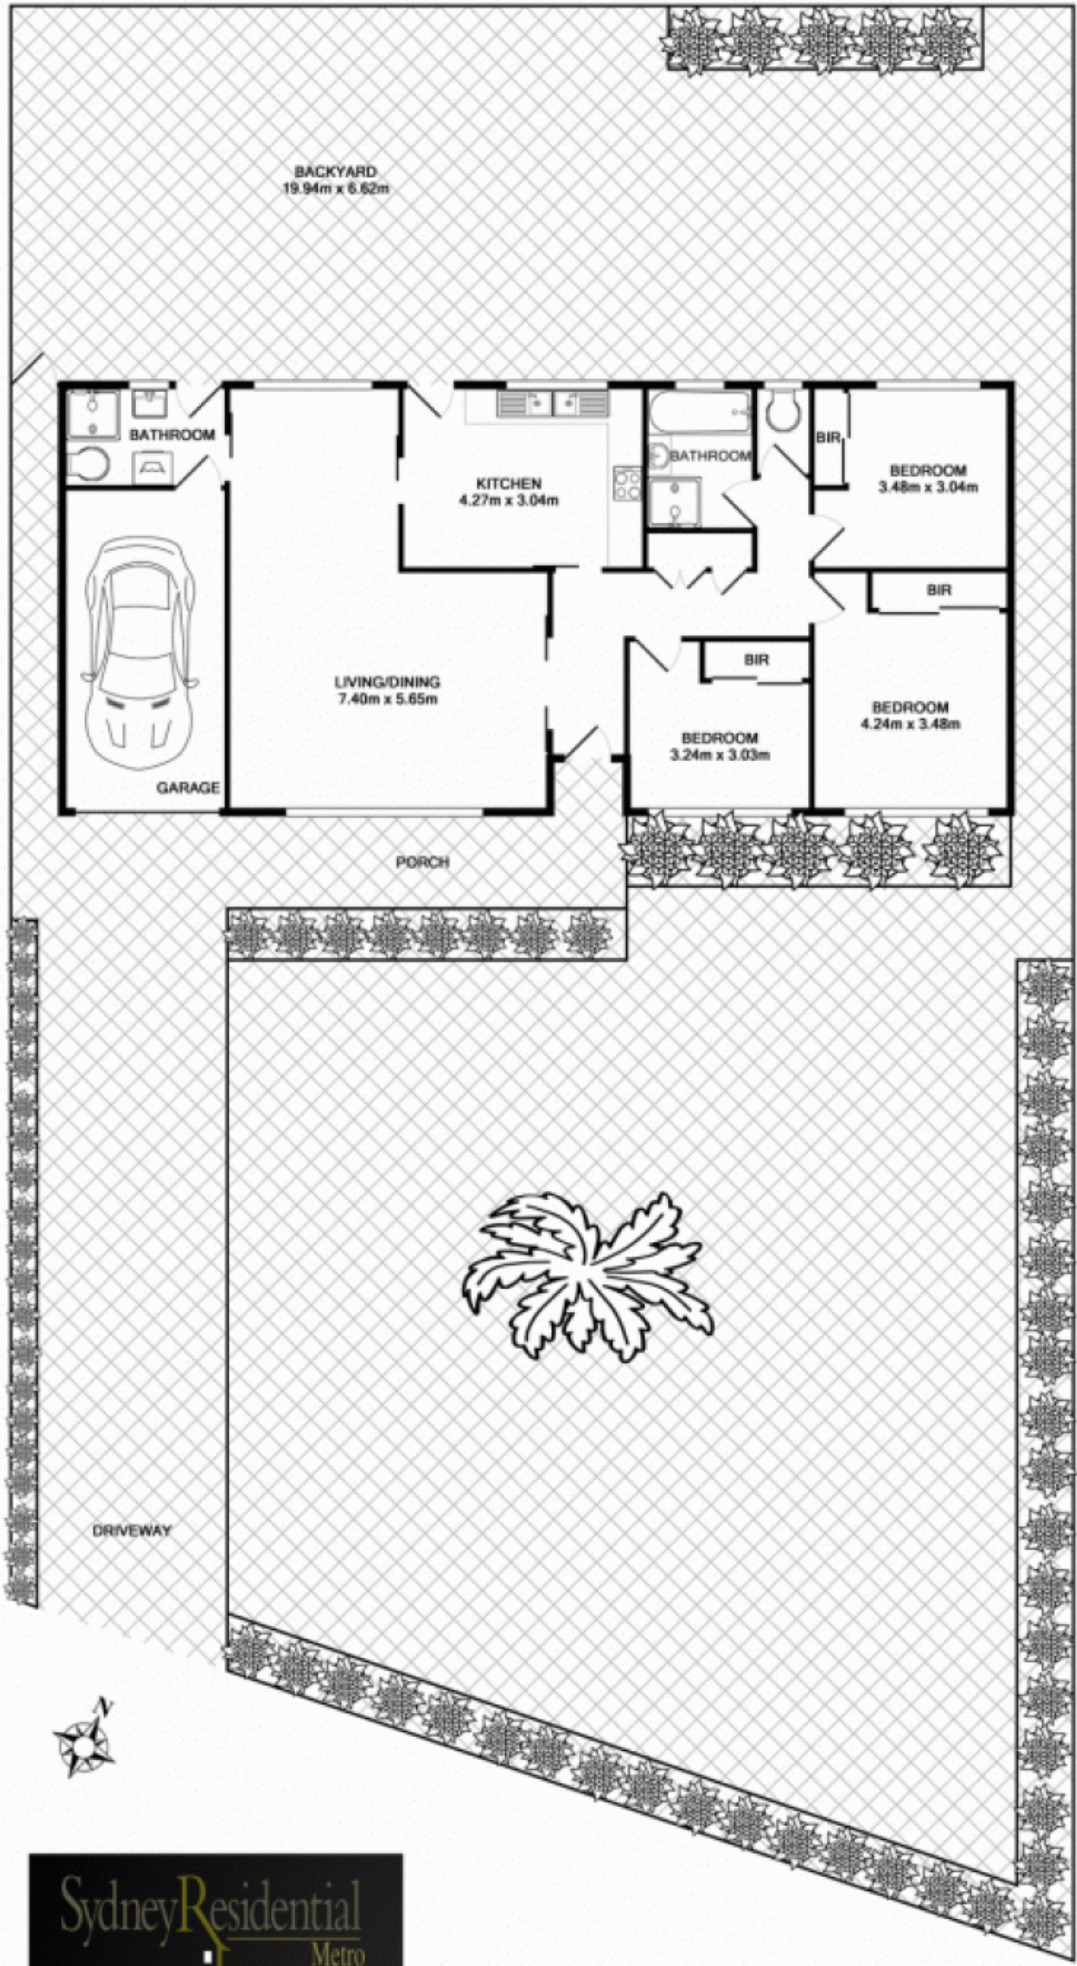 BACKYARD
19.94m x 6.62m
BATHROOM
KITCHEN
4.27m x 3.04m
BATHROOM
BIR
BEDROOM
3.48m x 3.04m
BIR
LIVING/DINING
7.40m x 5.65m
BIR
BEDROOM
3.24m x 3.03m
BEDROOM
4.24m x 3.48m
GARAGE
PORCH
DRIVEWAY
N
SydneyResidential
Metro